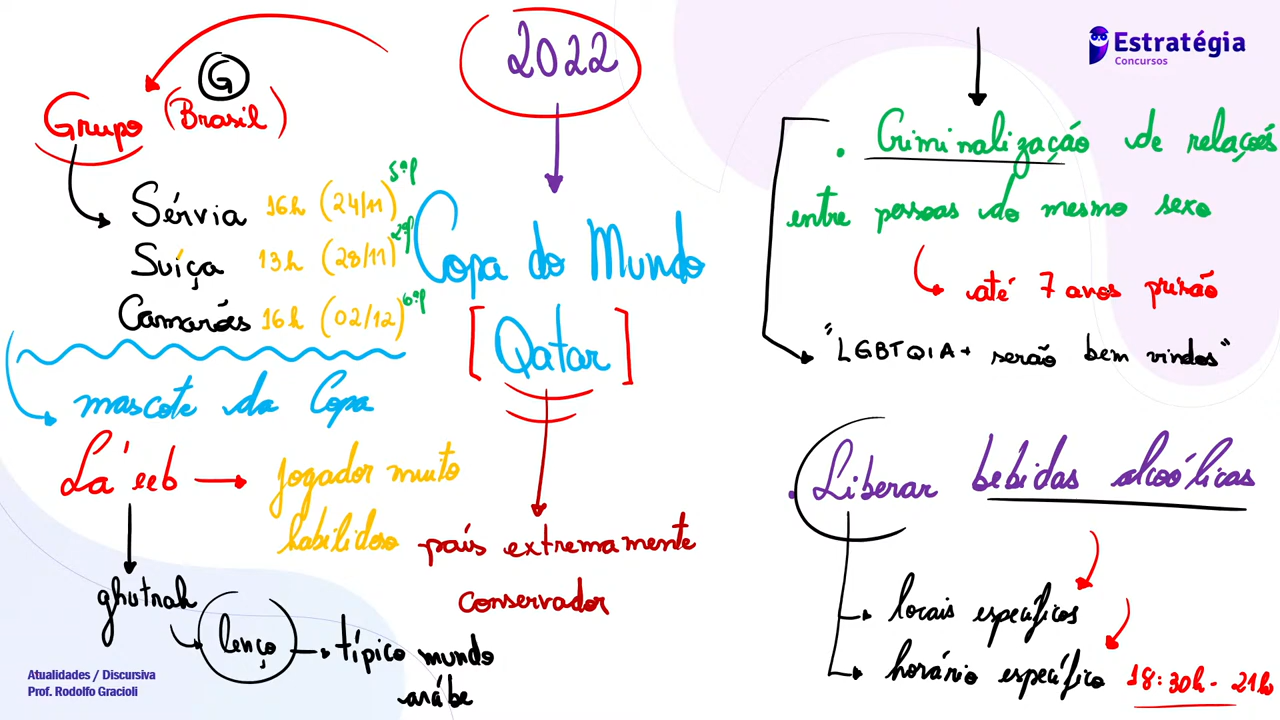 2022
Copa do Mundo
[Qatar]
país extremamente
conservador
Grupo G (Brasil)
Sérvia 16h (24/11) 5ªf
Suíça 13h (28/11) 2ªf
Camarões 16h (02/12) 6ªf
mascote da Copa
La'eeb → jogador muito
habilidoso
ghutrah
lenço → típico mundo
arábe
Estratégia
Concursos
. Criminalização de relações
entre pessoas do mesmo sexo
até 7 anos prisão
"LGBTQIA+ serão bem vindos"
. Liberar bebidas alcoólicas
locais específicos
horário específico 18:30h - 21h
Atualidades / Discursiva
Prof. Rodolfo Gracioli